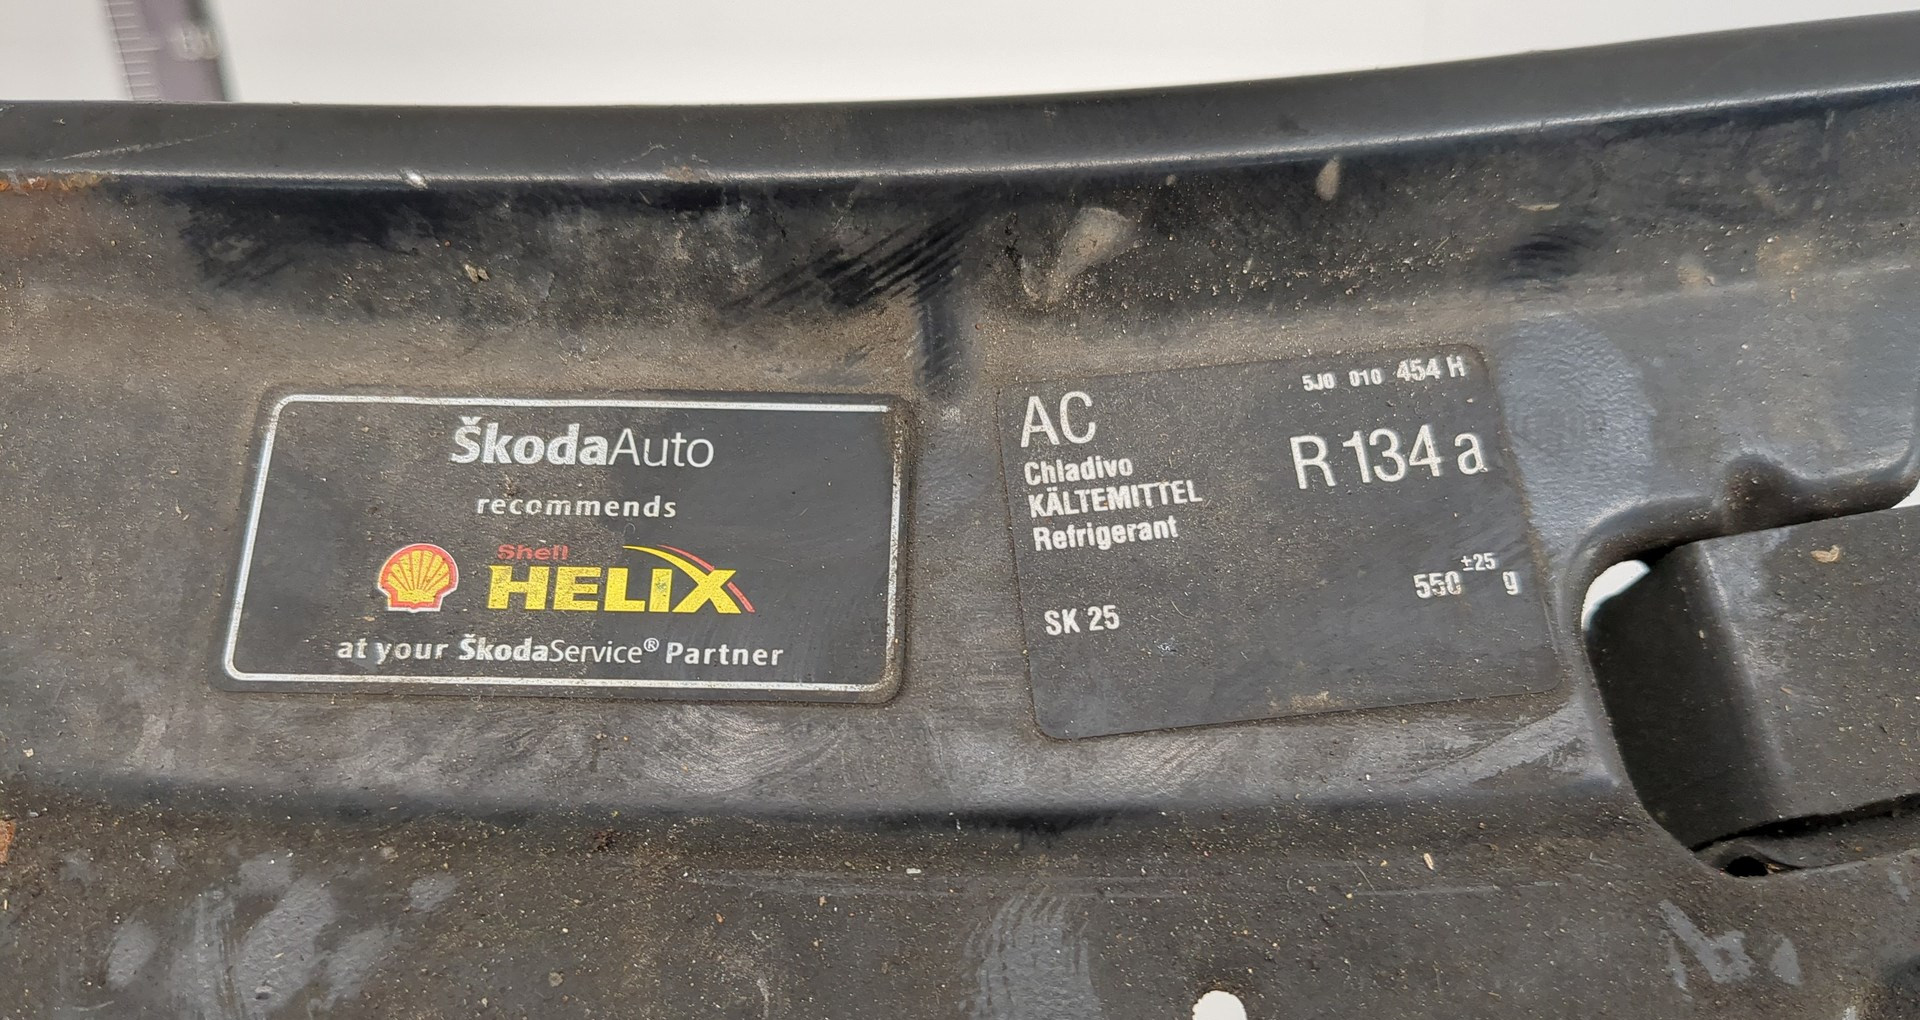 ŠkodaAuto
recommends
Shell
HELIX
at your ŠkodaService® Partner
5J0 010 454 H
AC
R 134 a
Chladivo
KÄLTEMITTEL
Refrigerant
550 ±25 g
SK 25